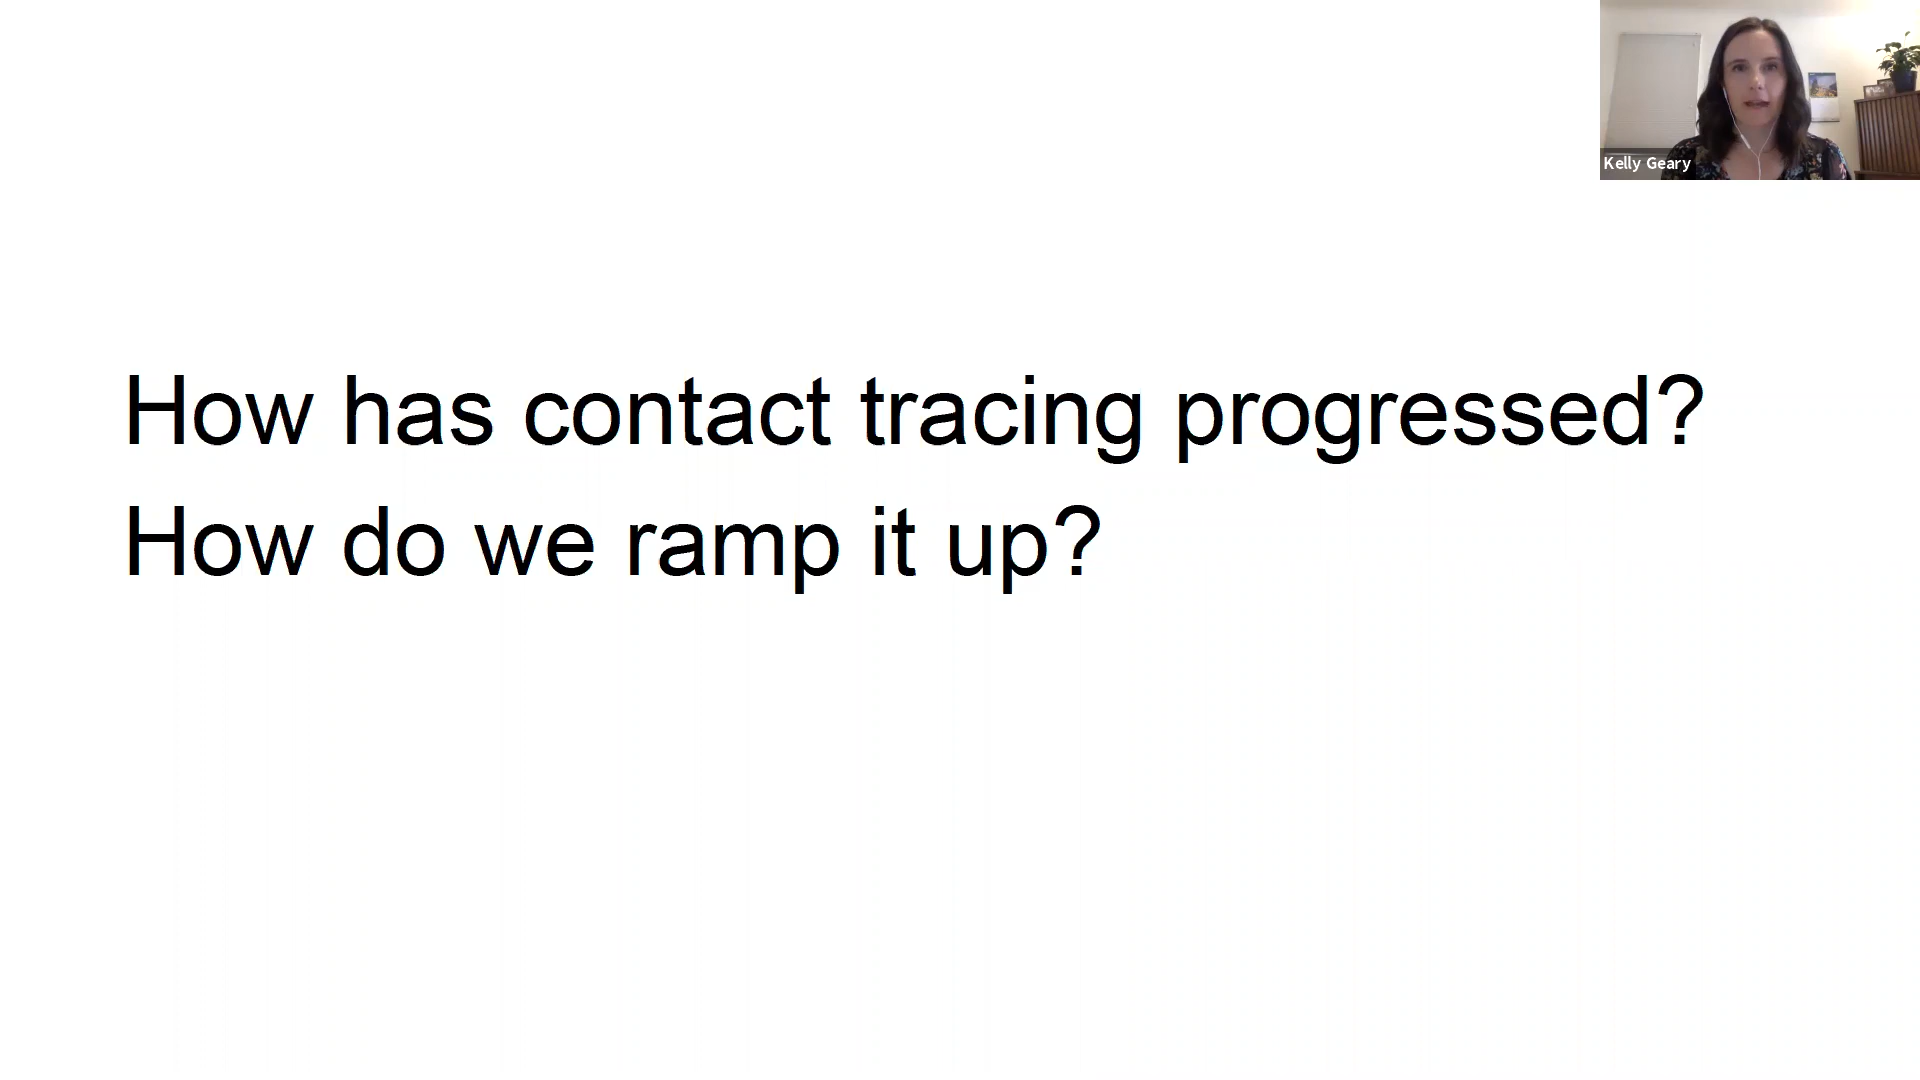 Kelly Geary
How has contact tracing progressed?
How do we ramp it up?